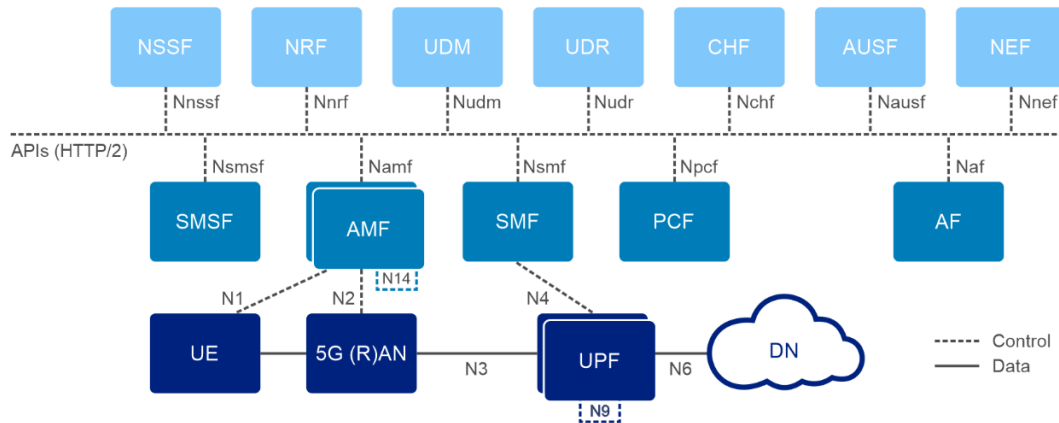 NSSF NRF UDM UDR CHF AUSF NEF
Nnssf Nnrf Nudm Nudr Nchf Nausf Nnef
APIs (HTTP/2)
Nsmsf Namf Nsmf Npcf Naf
SMSF AMF SMF PCF AF
N14
N1 N2 N4
UE 5G (R)AN UPF DN
N3 N6
N9
Control
Data